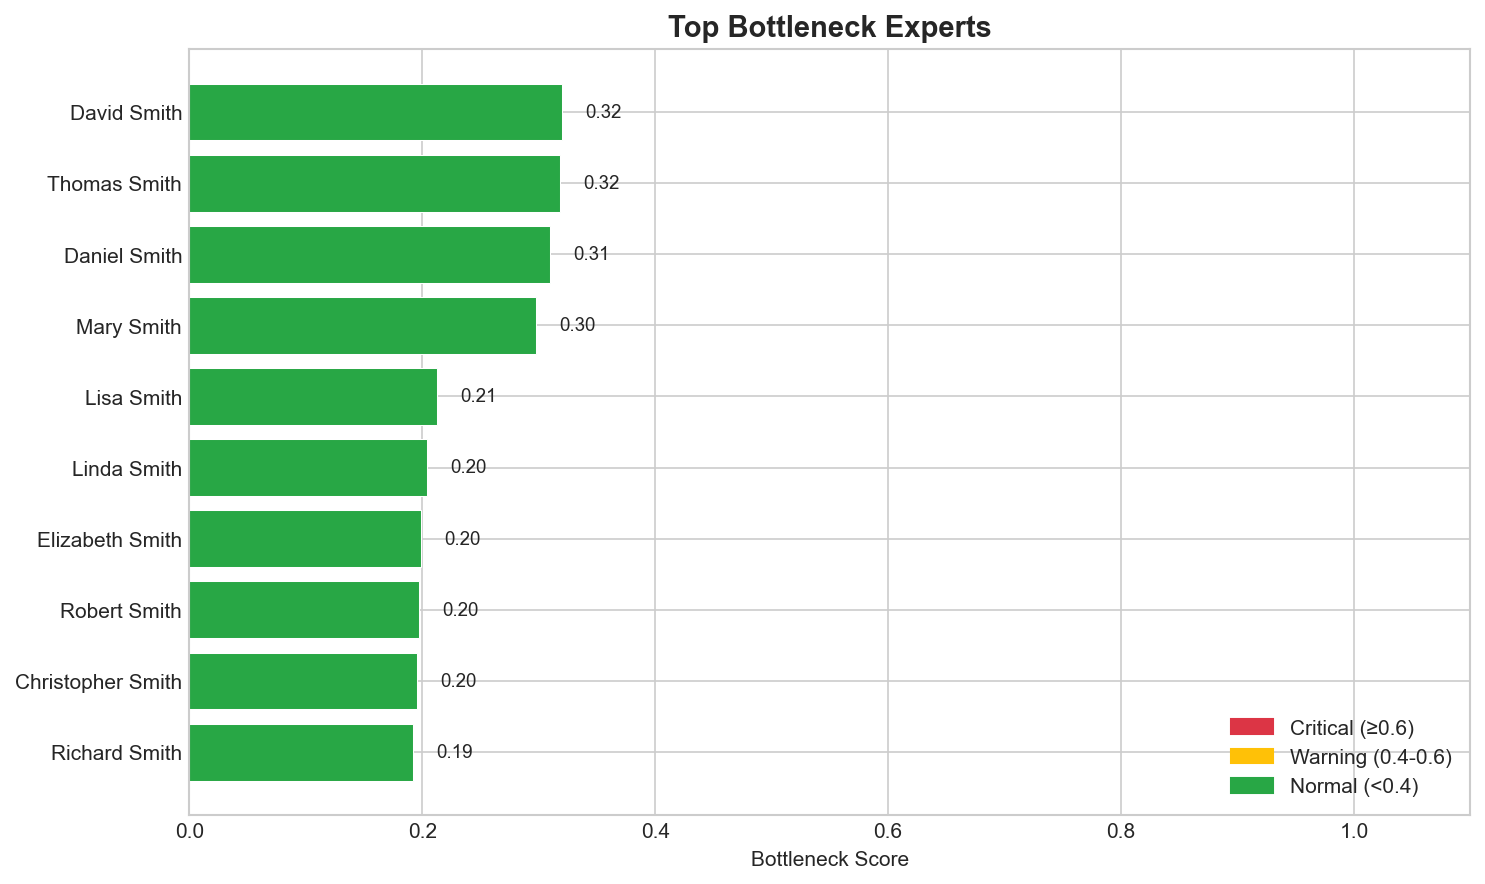 Top Bottleneck Experts
David Smith 0.32
Thomas Smith 0.32
Daniel Smith 0.31
Mary Smith 0.30
Lisa Smith 0.21
Linda Smith 0.20
Elizabeth Smith 0.20
Robert Smith 0.20
Christopher Smith 0.20
Richard Smith 0.19
Critical (≥0.6)
Warning (0.4-0.6)
Normal (<0.4)
0.0 0.2 0.4 0.6 0.8 1.0
Bottleneck Score